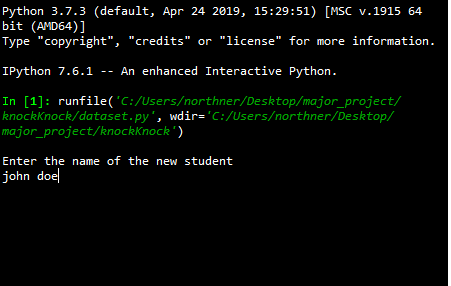 Python 3.7.3 (default, Apr 24 2019, 15:29:51) [MSC v.1915 64
bit (AMD64)]
Type "copyright", "credits" or "license" for more information.
IPython 7.6.1 -- An enhanced Interactive Python.
In [1]: runfile('C:/Users/northner/Desktop/major_project/
knockKnock/dataset.py', wdir='C:/Users/northner/Desktop/
major_project/knockKnock')
Enter the name of the new student
john doe